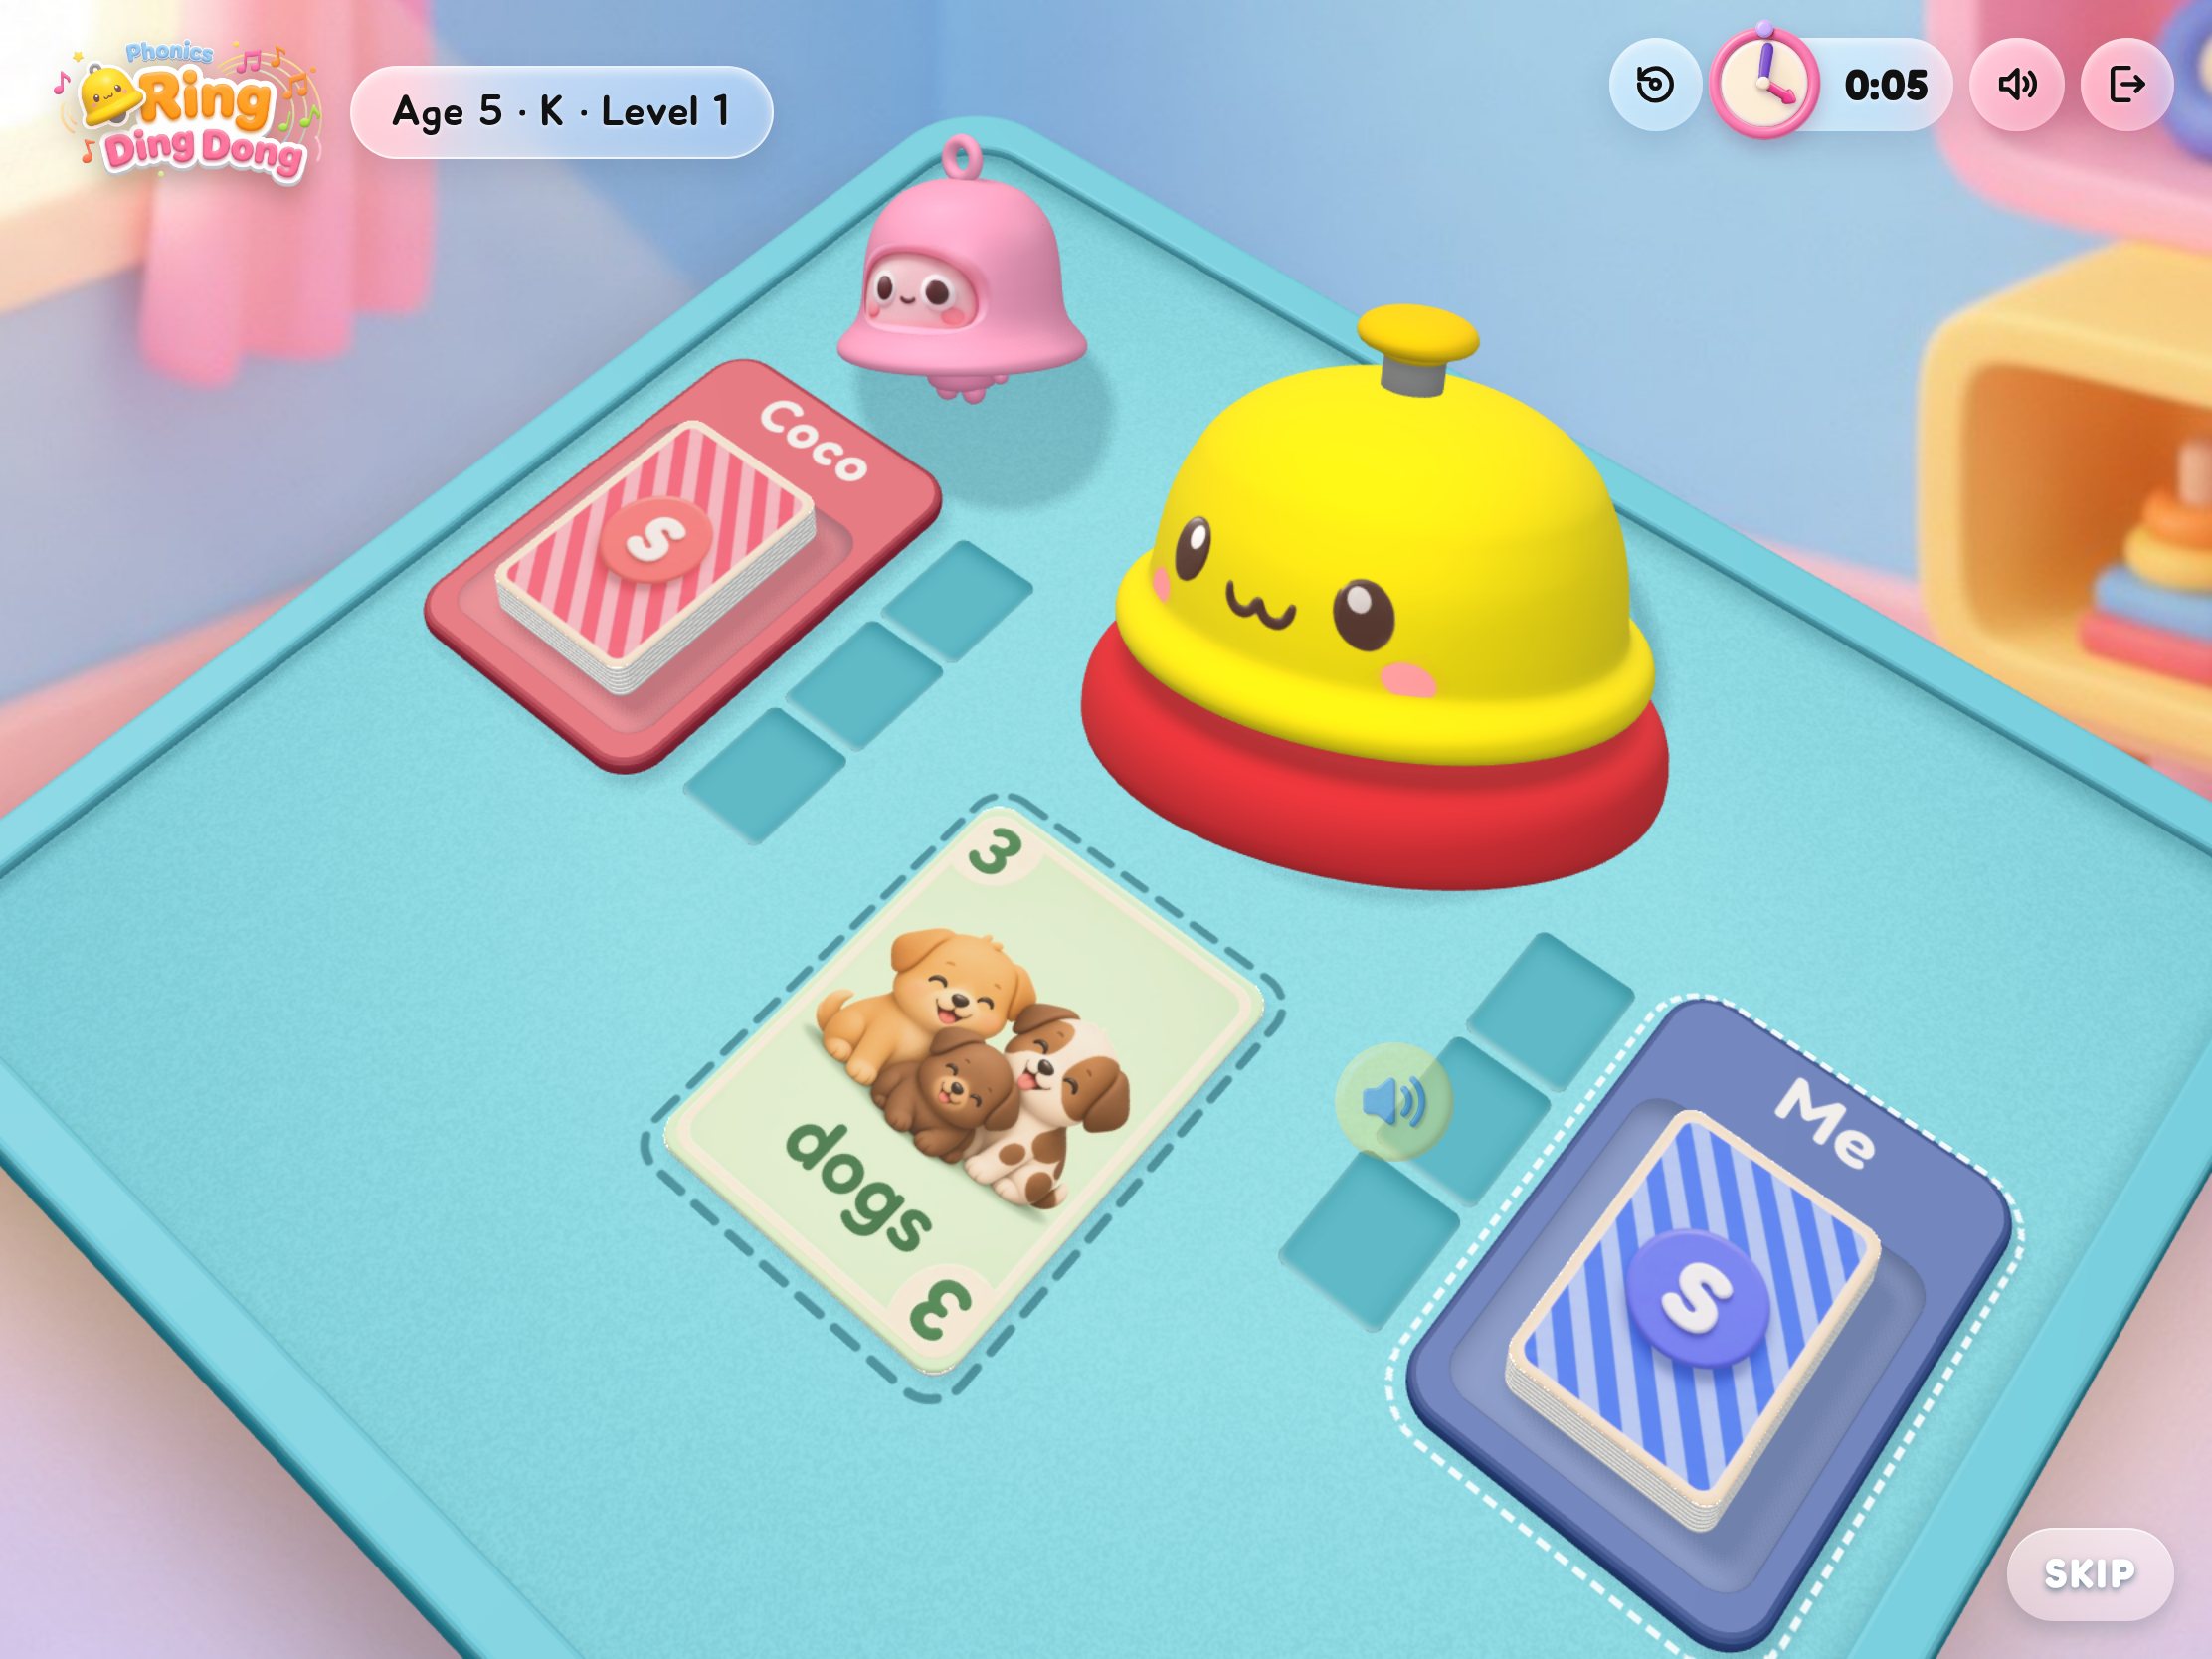 Phonics
Ring
Ding Dong
Age 5 · K · Level 1
0:05
Coco
S
3
dogs
3
Me
S
SKIP